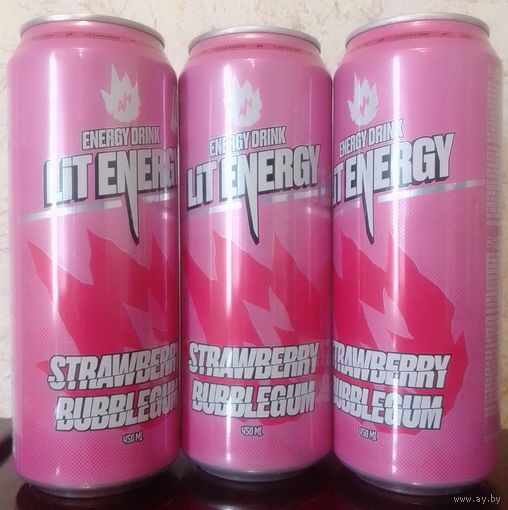 ENERGY DRINK
LIT ENERGY
STRAWBERRY
BUBBLEGUM
450 ML
ENERGY DRINK
LIT ENERGY
STRAWBERRY
BUBBLEGUM
450 ML
ENERGY DRINK
LIT ENERGY
STRAWBERRY
BUBBLEGUM
450 ML
www.ay.by